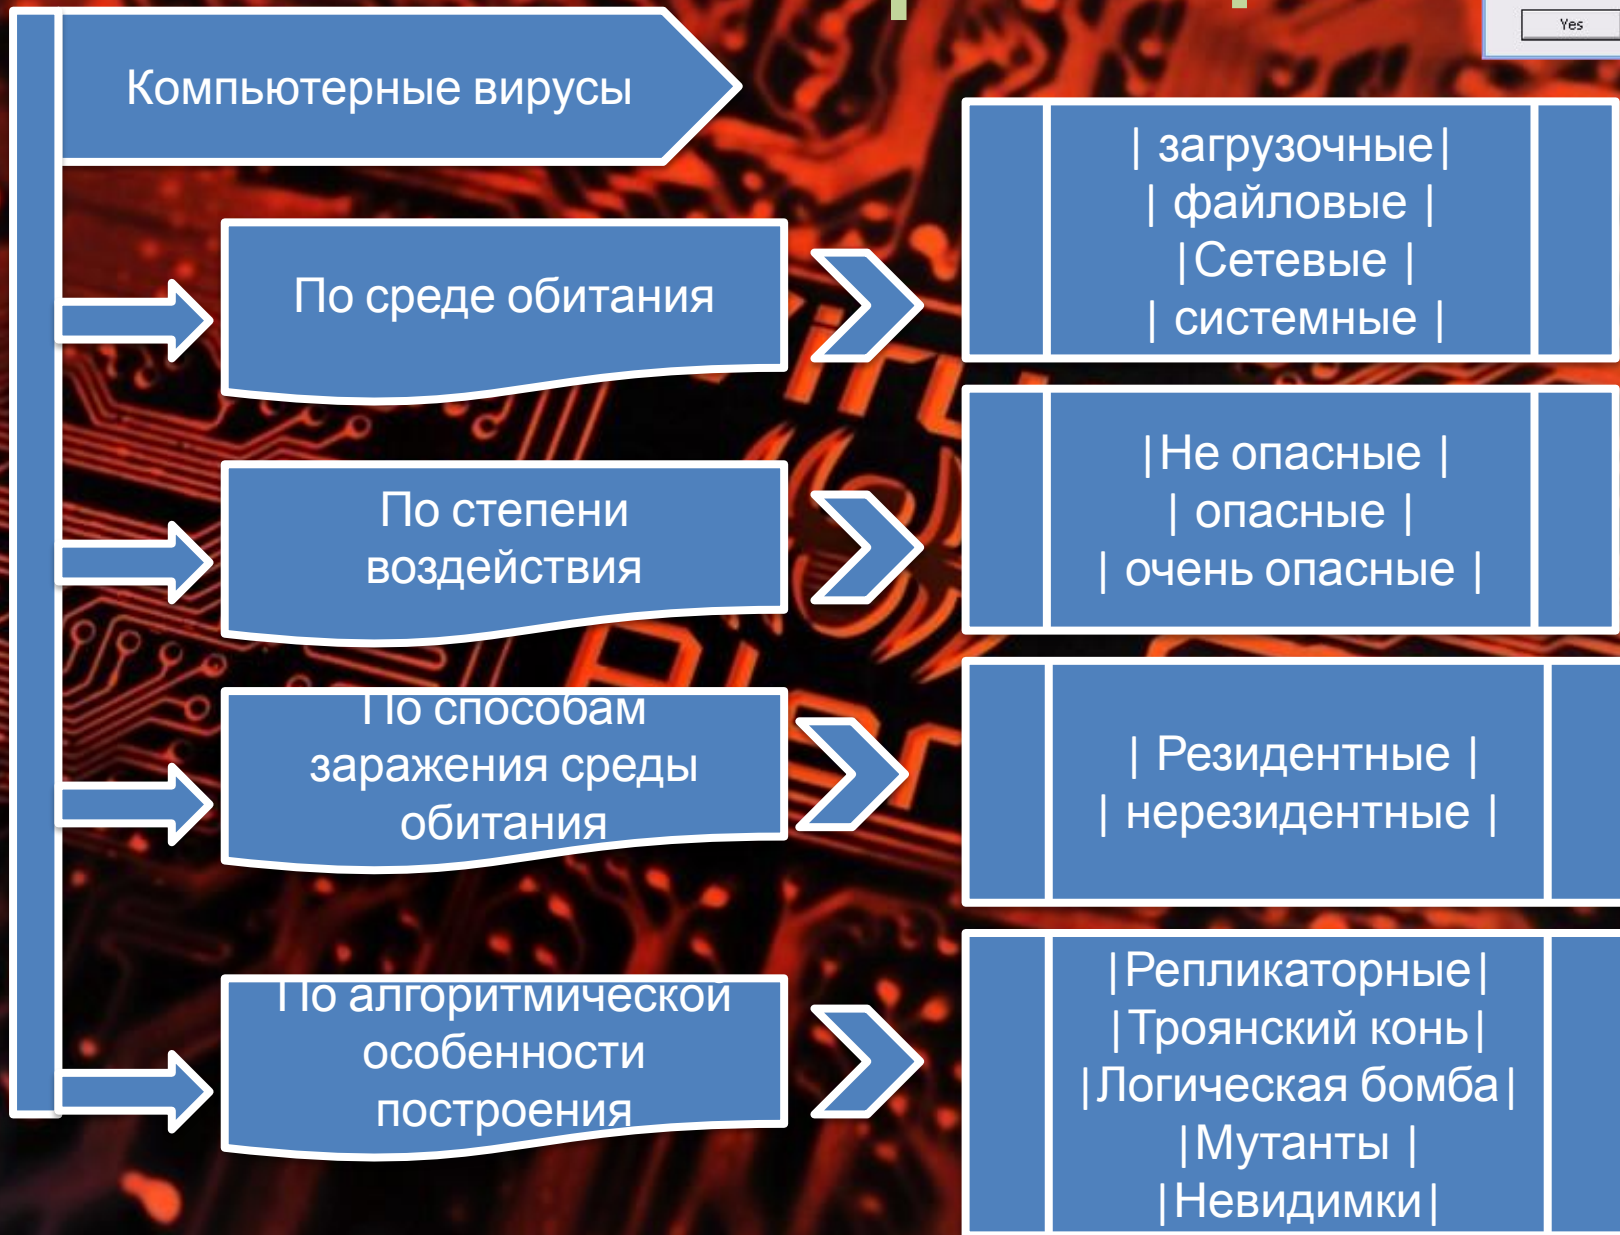 Yes
Компьютерные вирусы
По среде обитания
| загрузочные|
| файловые |
|Сетевые |
| системные |
По степени
воздействия
|Не опасные |
| опасные |
| очень опасные |
По способам
заражения среды
обитания
| Резидентные |
| нерезидентные |
По алгоритмической
особенности
построения
|Репликаторные|
|Троянский конь|
|Логическая бомба|
|Мутанты |
|Невидимки|